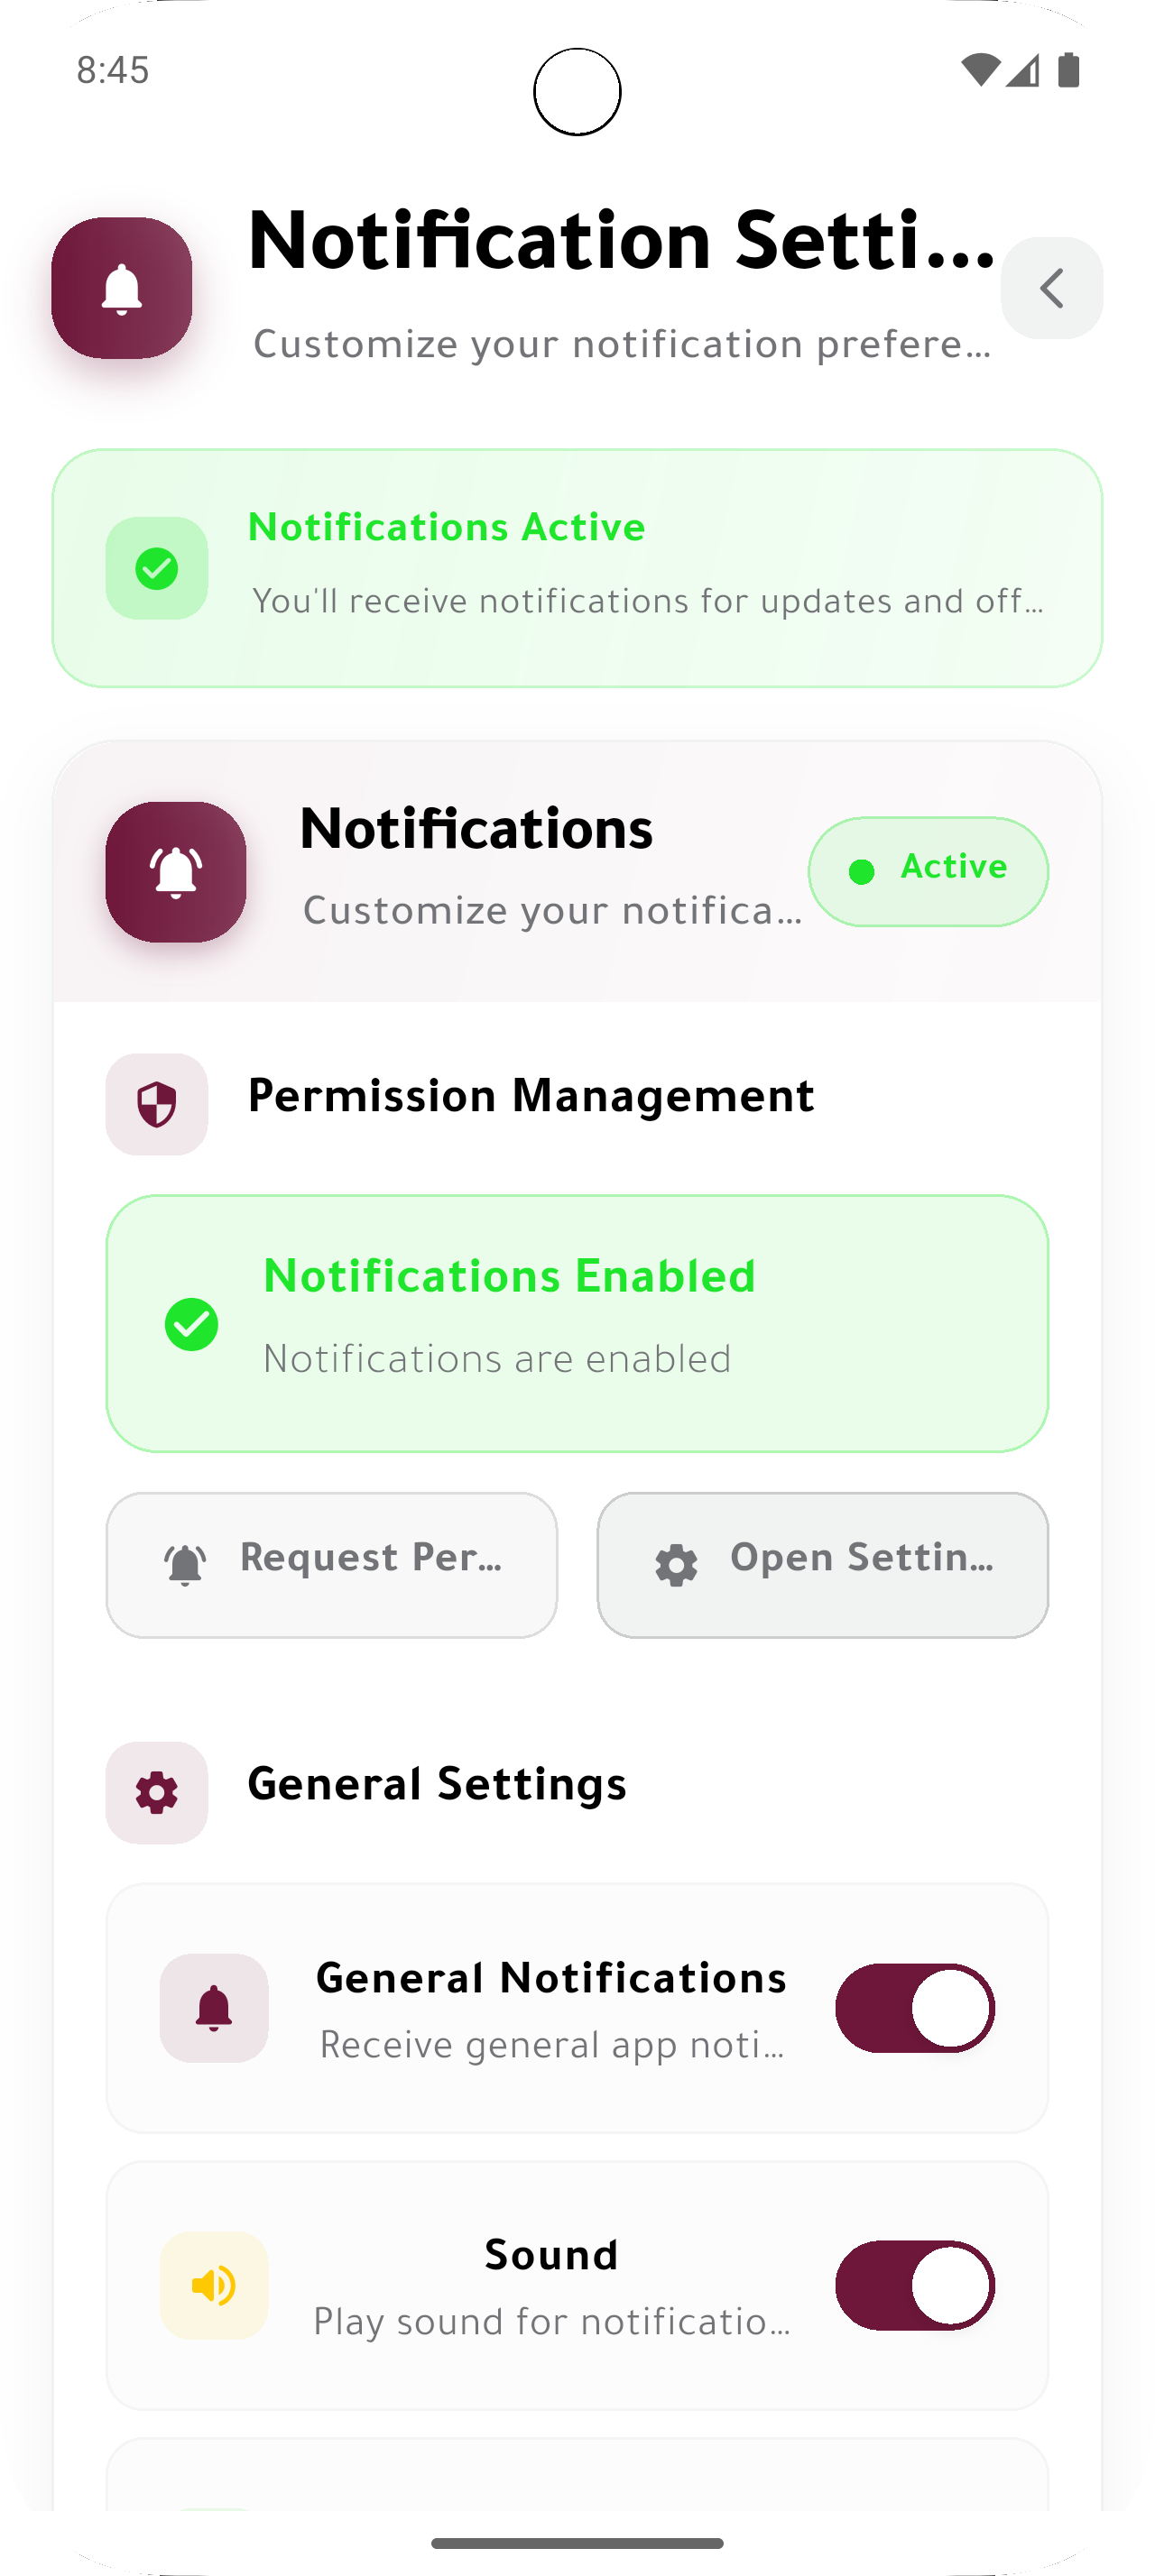 8:45
Notification Setti...
Customize your notification prefere...
Notifications Active
You'll receive notifications for updates and off...
Notifications
Customize your notifica...
Active
Permission Management
Notifications Enabled
Notifications are enabled
Request Per...
Open Settin...
General Settings
General Notifications
Receive general app noti...
Sound
Play sound for notificatio...